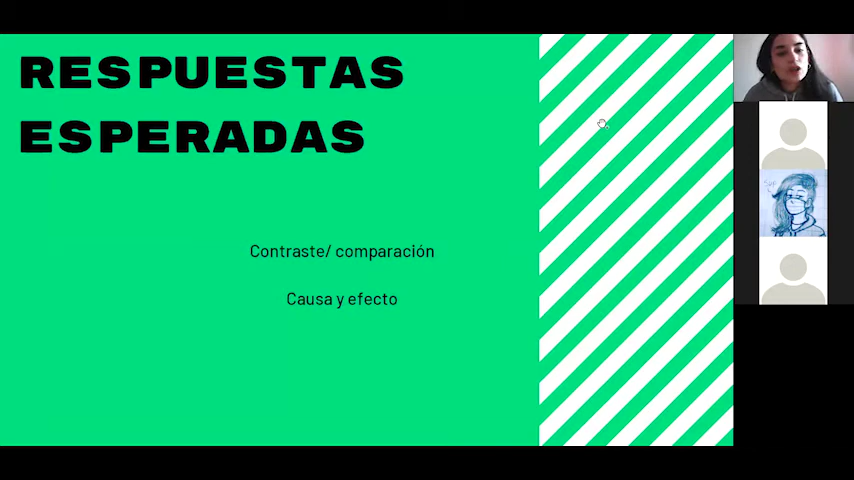 RESPUESTAS
ESPERADAS
Contraste/ comparación
Causa y efecto